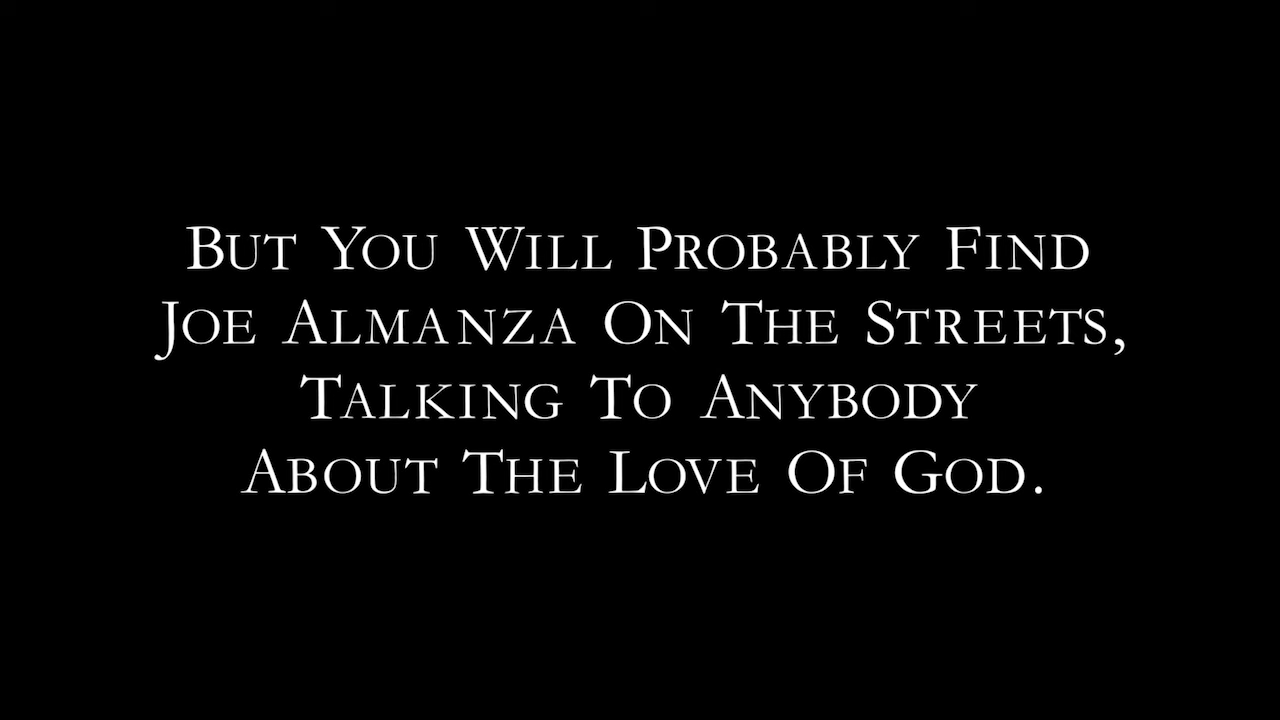 But You Will Probably Find
Joe Almanza On The Streets,
Talking To Anybody
About The Love Of God.